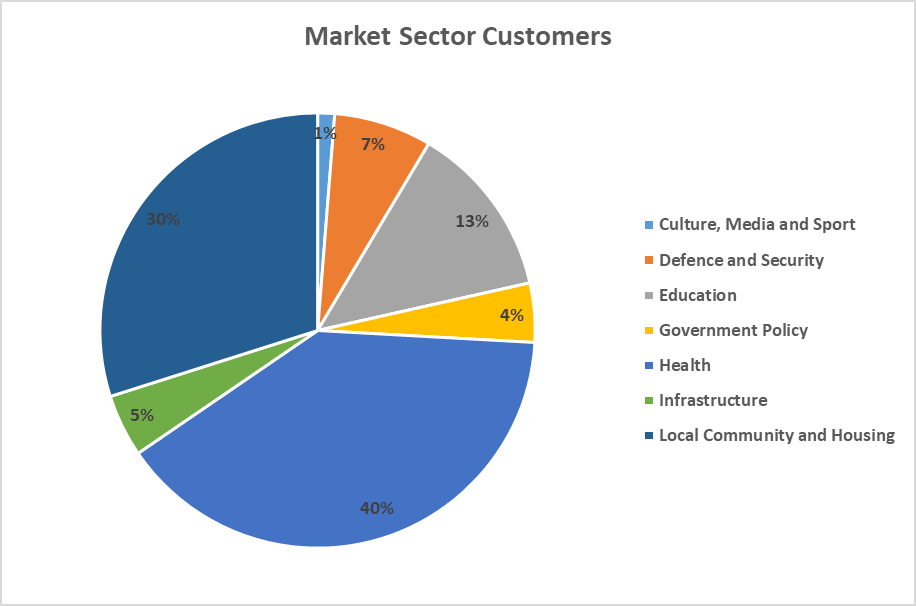 Market Sector Customers
1%
7%
13%
4%
40%
5%
30%
Culture, Media and Sport
Defence and Security
Education
Government Policy
Health
Infrastructure
Local Community and Housing